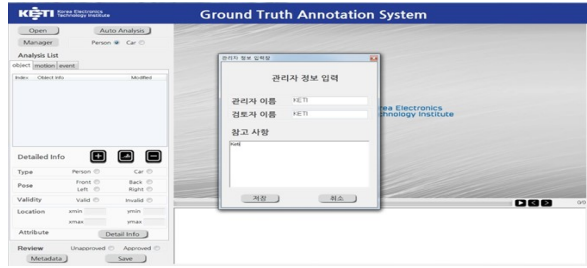 KETI Korea Electronics Technology Institute
Ground Truth Annotation System
Open Auto Analysis
Manager Person Car
Analysis List
object motion event
Index Object Info Modified
Detailed Info
Type Person Car
Pose Front Back
Left Right
Validity Valid Invalid
Location xmin ymin
xmax ymax
Attribute Detail Info
Review Unapproved Approved
Metadata Save
관리자 정보 입력창
관리자 정보 입력
관리자 이름 KETI
검토자 이름 KETI
참고 사항
저장 취소
rea Electronics
chnology Institute
0/0